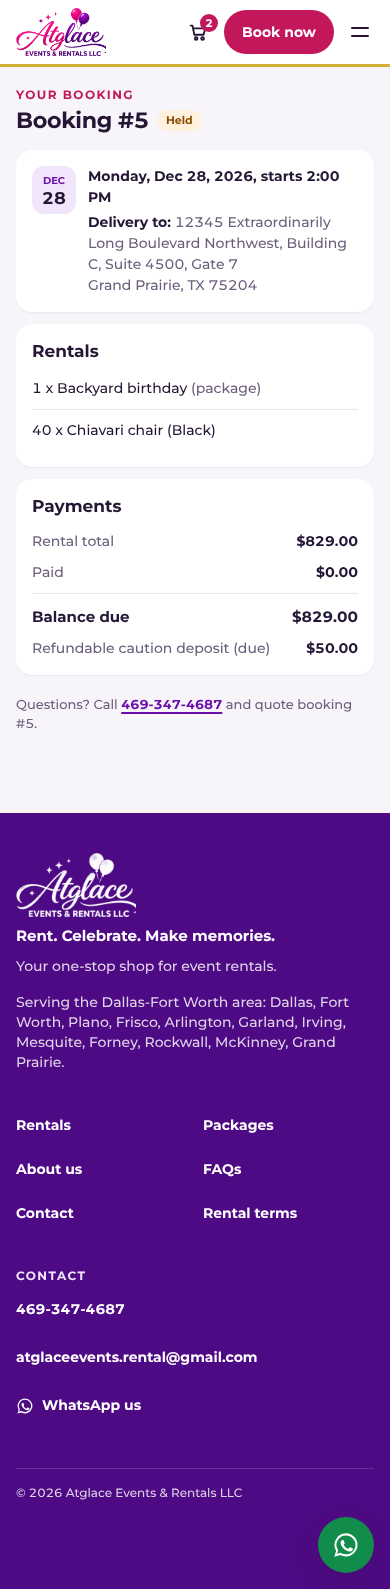 Atglace
EVENTS & RENTALS LLC
2
Book now
YOUR BOOKING
Booking #5 Held
DEC
28
Monday, Dec 28, 2026, starts 2:00
PM
Delivery to: 12345 Extraordinarily
Long Boulevard Northwest, Building
C, Suite 4500, Gate 7
Grand Prairie, TX 75204
Rentals
1 x Backyard birthday (package)
40 x Chiavari chair (Black)
Payments
Rental total $829.00
Paid $0.00
Balance due $829.00
Refundable caution deposit (due) $50.00
Questions? Call 469-347-4687 and quote booking
#5.
Atglace
EVENTS & RENTALS LLC
Rent. Celebrate. Make memories.
Your one-stop shop for event rentals.
Serving the Dallas-Fort Worth area: Dallas, Fort
Worth, Plano, Frisco, Arlington, Garland, Irving,
Mesquite, Forney, Rockwall, McKinney, Grand
Prairie.
Rentals Packages
About us FAQs
Contact Rental terms
CONTACT
469-347-4687
atglaceevents.rental@gmail.com
WhatsApp us
© 2026 Atglace Events & Rentals LLC